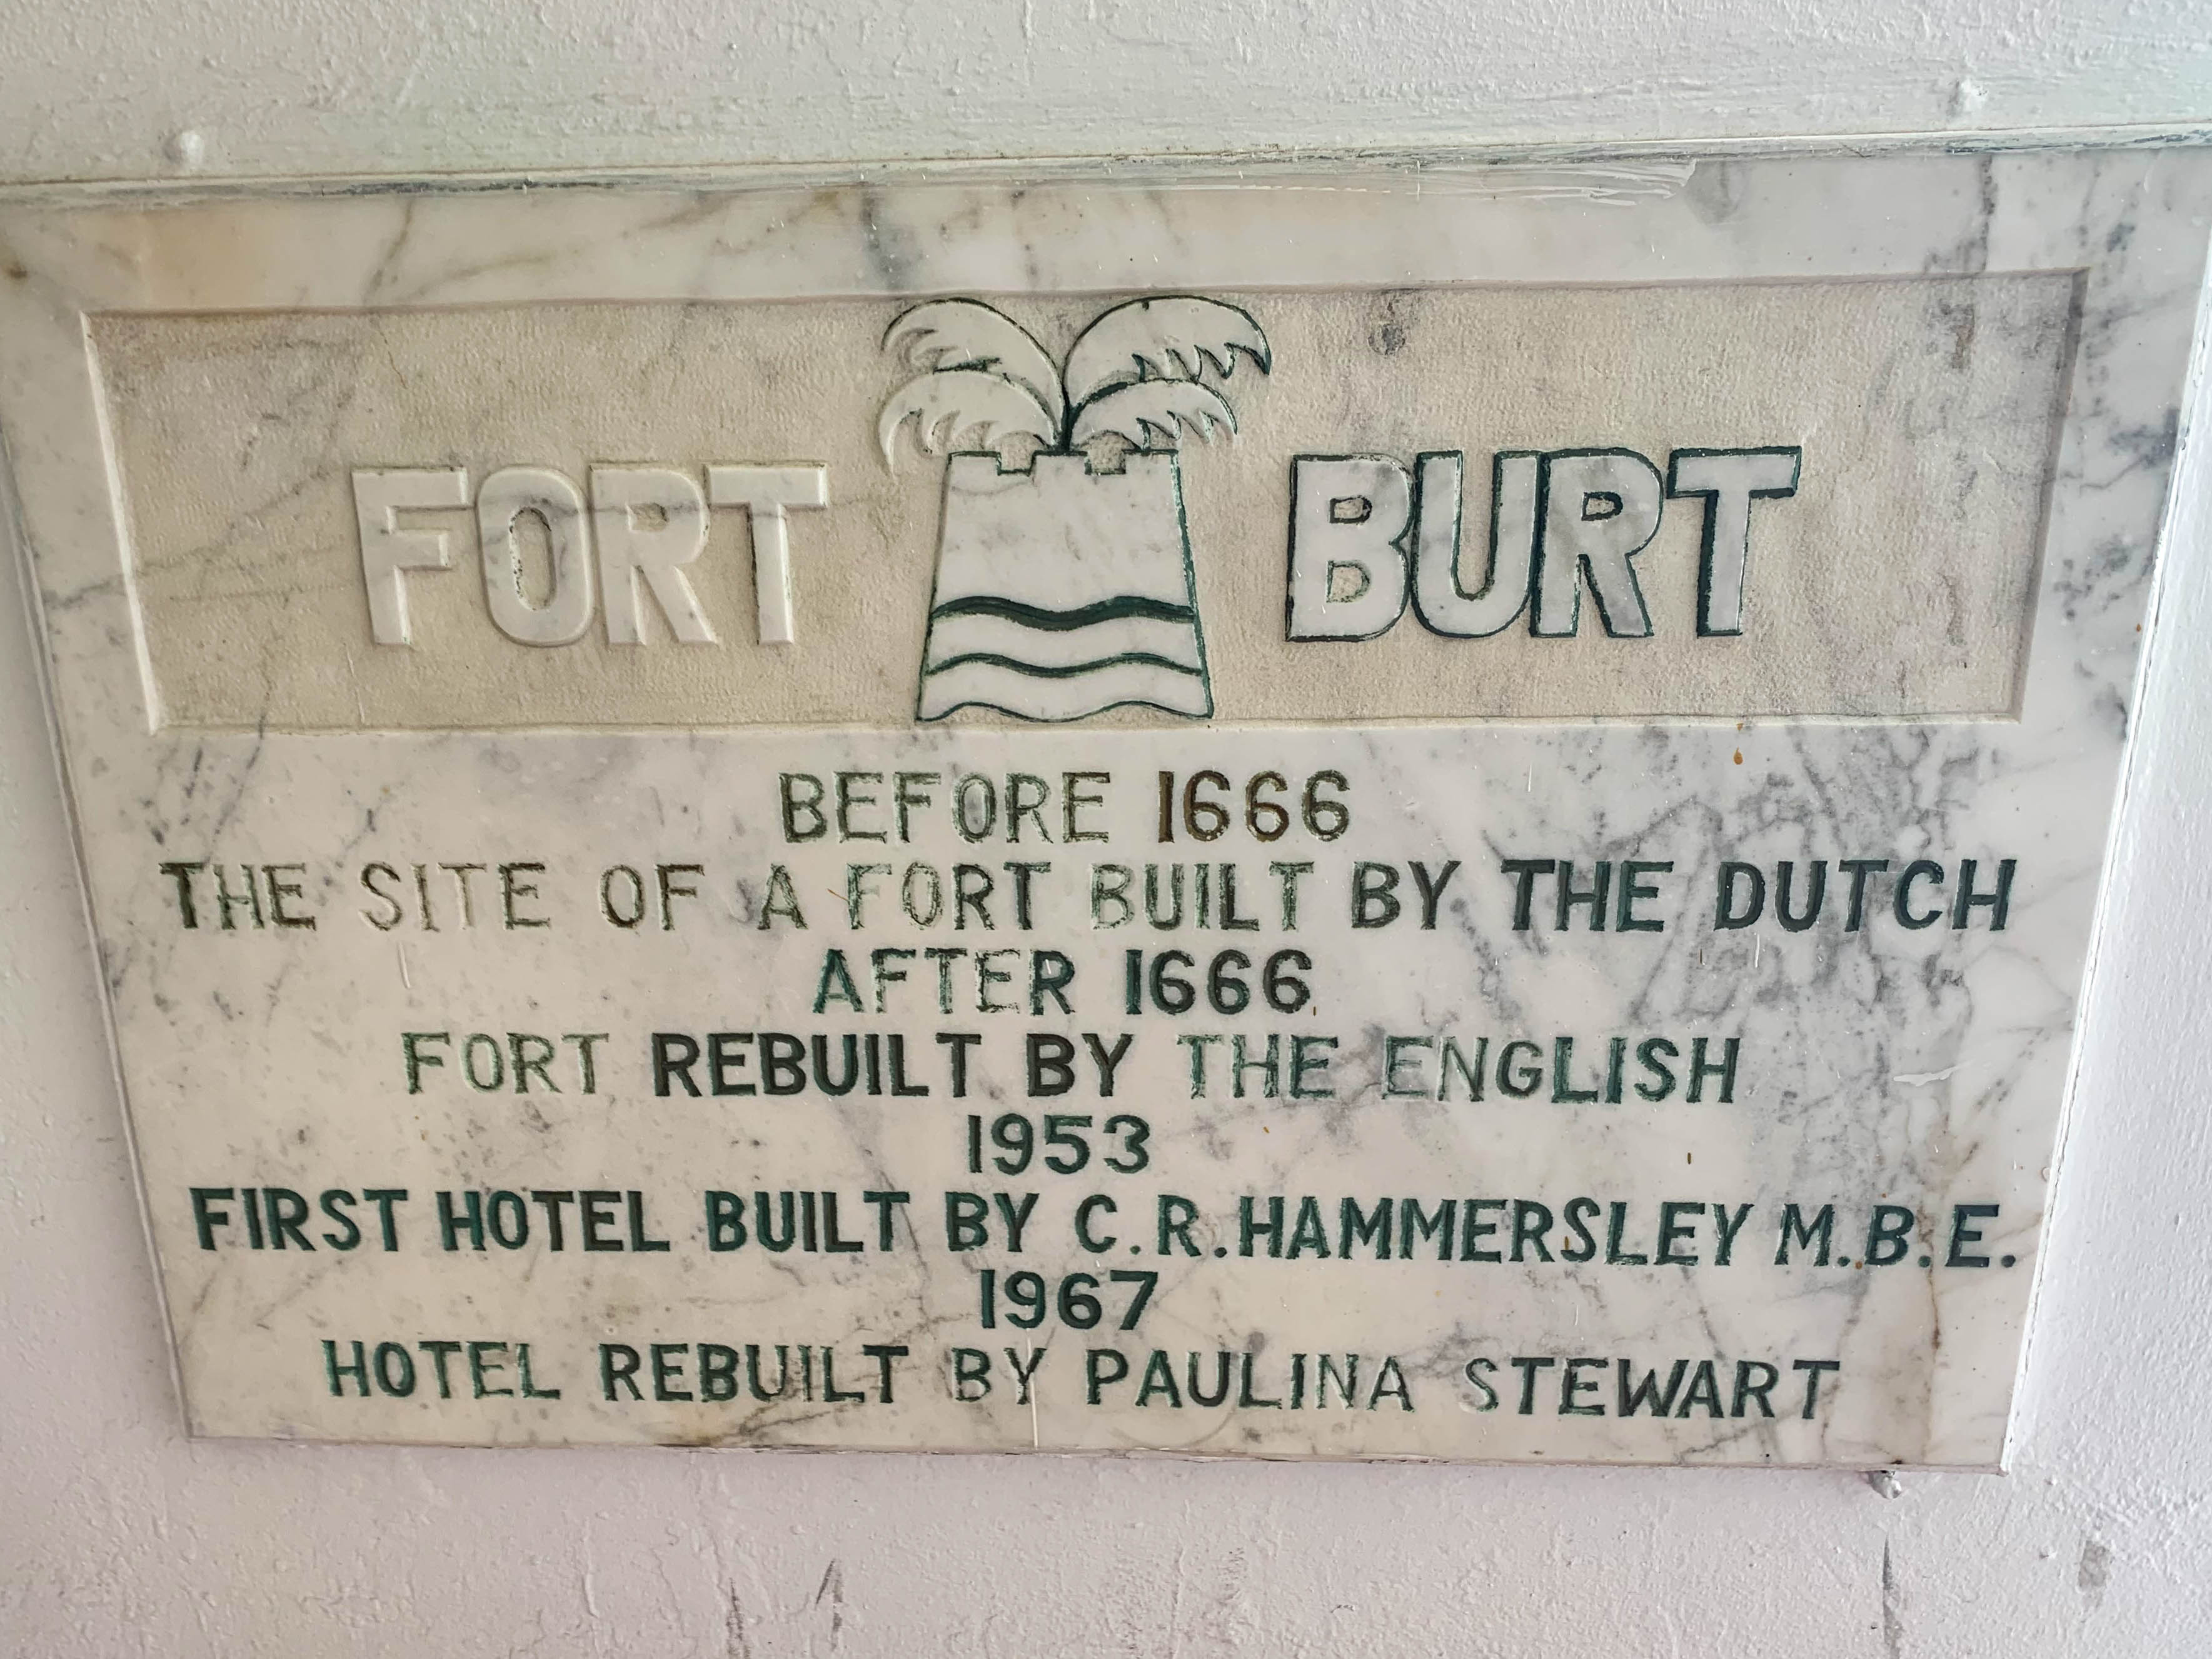 FORT BURT
BEFORE 1666
THE SITE OF A FORT BUILT BY THE DUTCH
AFTER 1666
FORT REBUILT BY THE ENGLISH
1953
FIRST HOTEL BUILT BY C.R.HAMMERSLEY M.B.E.
1967
HOTEL REBUILT BY PAULINA STEWART